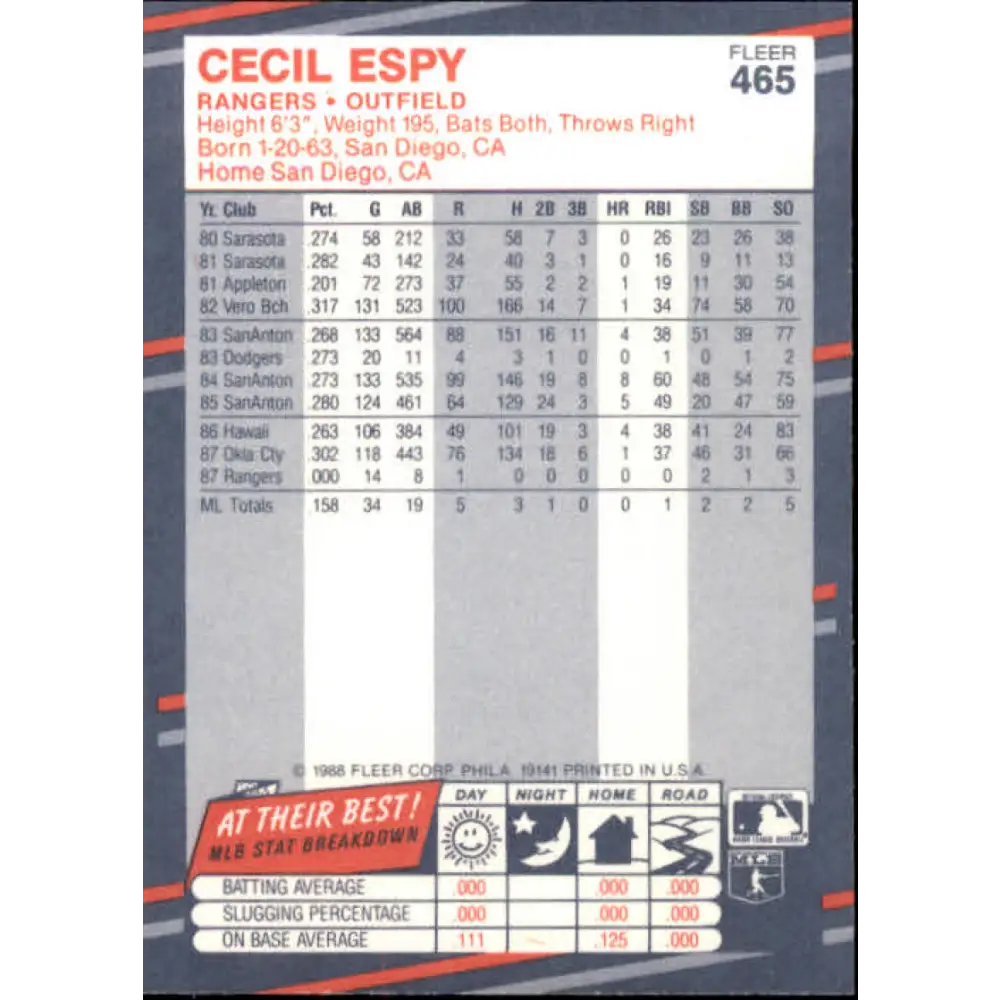 CECIL ESPY
FLEER
465
RANGERS • OUTFIELD
Height 6'3", Weight 195, Bats Both, Throws Right
Born 1-20-63, San Diego, CA
Home San Diego, CA
Yr. Club Pct. G AB R H 2B 3B HR RBI SB BB SO
80 Sarasota .274 58 212 33 58 7 3 0 26 23 26 38
81 Sarasota .282 43 142 24 40 3 1 0 16 9 11 13
81 Appleton .201 72 273 37 55 2 2 1 19 11 30 54
82 Vero Bch .317 131 523 100 166 14 7 1 34 74 58 70
83 SanAnton .268 133 564 88 151 16 11 4 38 51 39 77
83 Dodgers .273 20 11 4 3 1 0 0 1 0 1 2
84 SanAnton .273 133 535 99 146 19 8 8 60 48 54 75
85 SanAnton .280 124 461 64 129 24 3 5 49 20 47 59
86 Hawaii .263 106 384 49 101 19 3 4 38 41 24 83
87 Okla Cty .302 118 443 76 134 18 6 1 37 46 31 66
87 Rangers .000 14 8 1 0 0 0 0 0 2 1 3
ML Totals .158 34 19 5 3 1 0 0 1 2 2 5
© 1988 FLEER CORP. PHILA. 19141 PRINTED IN U.S.A.
AT THEIR BEST!
MLB STAT BREAKDOWN
DAY NIGHT HOME ROAD
BATTING AVERAGE .000 .000 .000
SLUGGING PERCENTAGE .000 .000 .000
ON BASE AVERAGE .111 – .125 .000
MLB